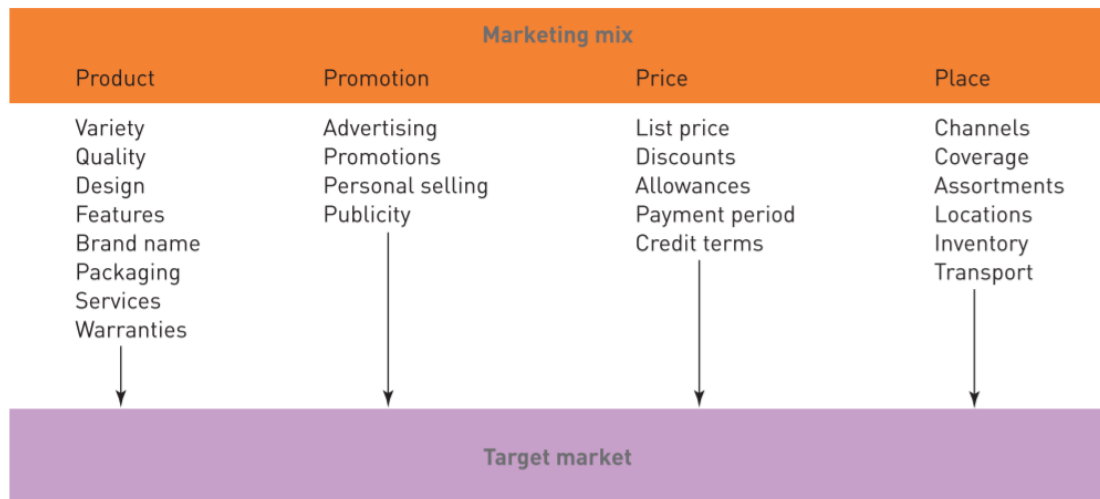 Marketing mix
Product Promotion Price Place
Variety
Quality
Design
Features
Brand name
Packaging
Services
Warranties
Advertising
Promotions
Personal selling
Publicity
List price
Discounts
Allowances
Payment period
Credit terms
Channels
Coverage
Assortments
Locations
Inventory
Transport
Target market